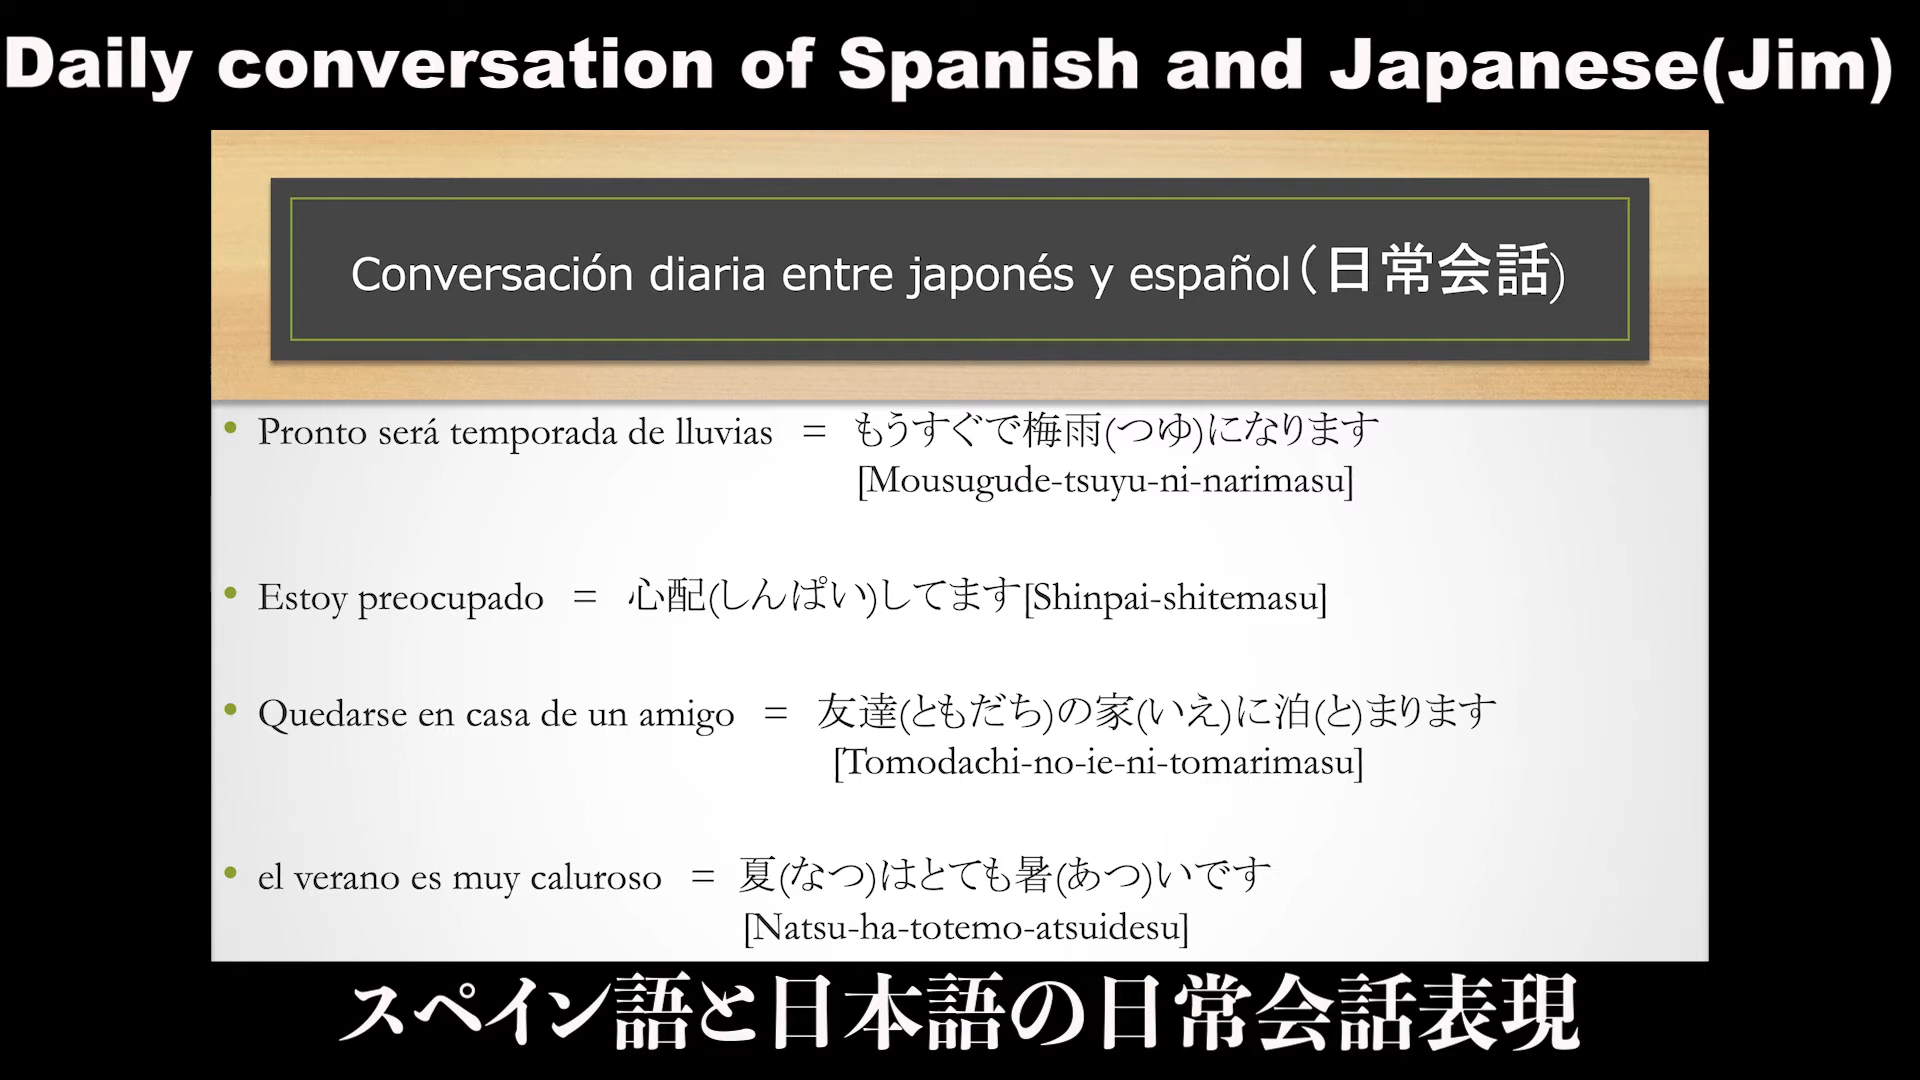 Daily conversation of Spanish and Japanese(Jim)
Conversación diaria entre japonés y español（日常会話)
• Pronto será temporada de lluvias = もうすぐで梅雨(つゆ)になります
[Mousugude-tsuyu-ni-narimasu]
• Estoy preocupado = 心配(しんぱい)してます[Shinpai-shitemasu]
• Quedarse en casa de un amigo = 友達(ともだち)の家(いえ)に泊(と)まります
[Tomodachi-no-ie-ni-tomarimasu]
• el verano es muy caluroso = 夏(なつ)はとても暑(あつ)いです
[Natsu-ha-totemo-atsuidesu]
スペイン語と日本語の日常会話表現